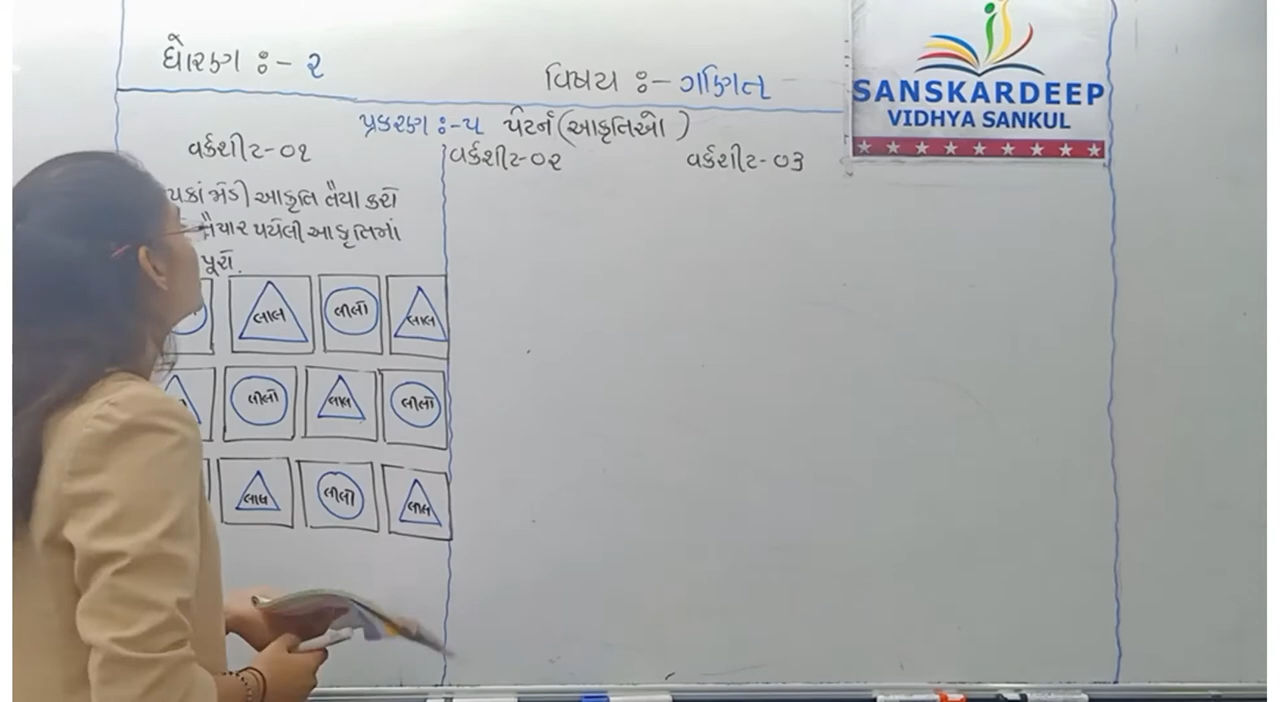 ધોરણ :- ૨
વિષય :- ગણિત
SANSKARDEEP
VIDHYA SANKUL
પ્રકરણ :- ૫ પેટર્ન (આકૃતિઓ )
વર્કશીટ-૦૧
વર્કશીટ-૦૨
વર્કશીટ-૦૩
આકૃતિ તૈયા કરો
તૈયાર થયેલી આકૃતિમાં
પૂરો.
લાલ લીલો લાલ
લીલો લાલ લીલો
લાલ લીલો લાલ